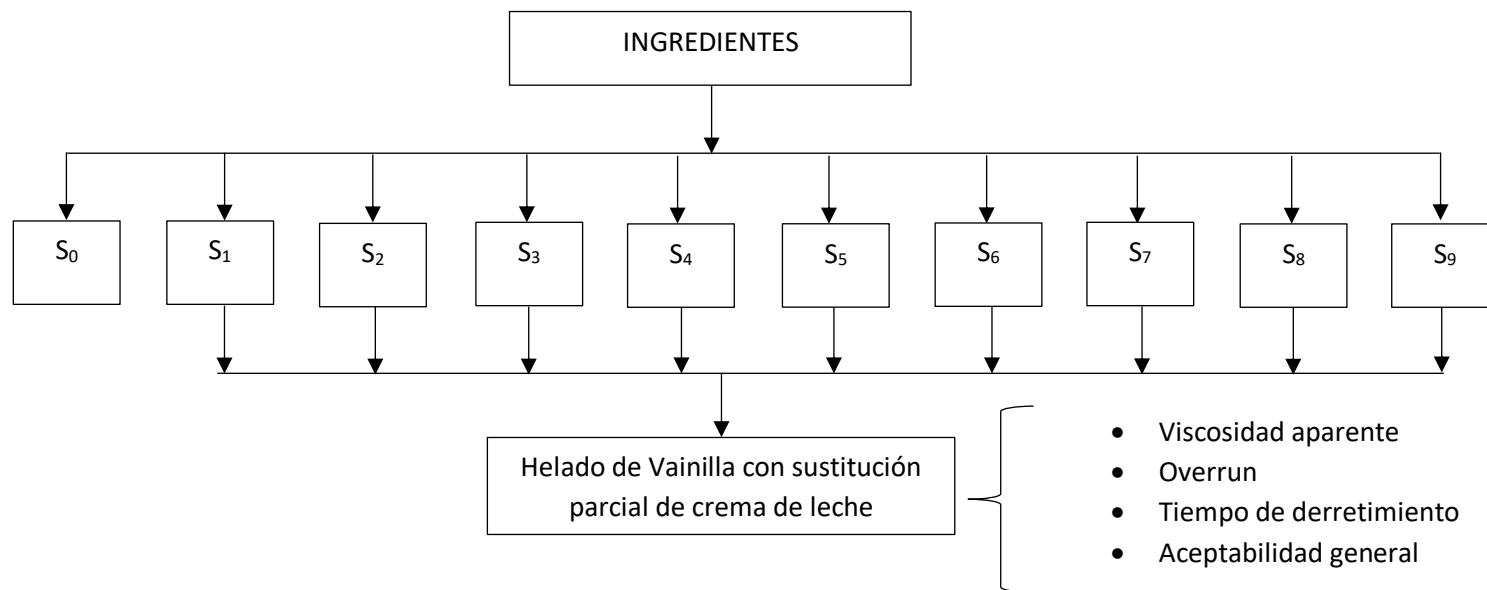 INGREDIENTES
S₀ S₁ S₂ S₃ S₄ S₅ S₆ S₇ S₈ S₉
Helado de Vainilla con sustitución
parcial de crema de leche
• Viscosidad aparente
• Overrun
• Tiempo de derretimiento
• Aceptabilidad general